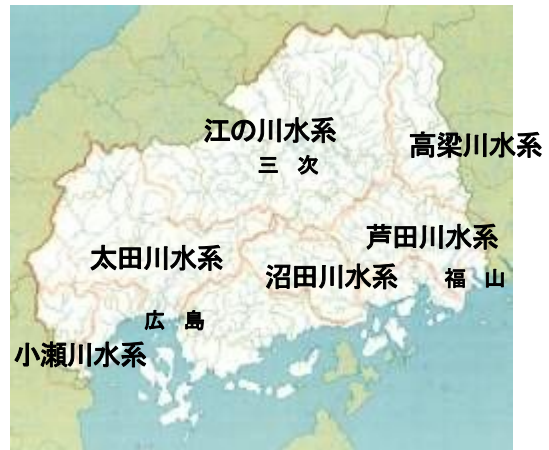 江の川水系
三 次
高梁川水系
芦田川水系
太田川水系
沼田川水系
福 山
広 島
小瀬川水系